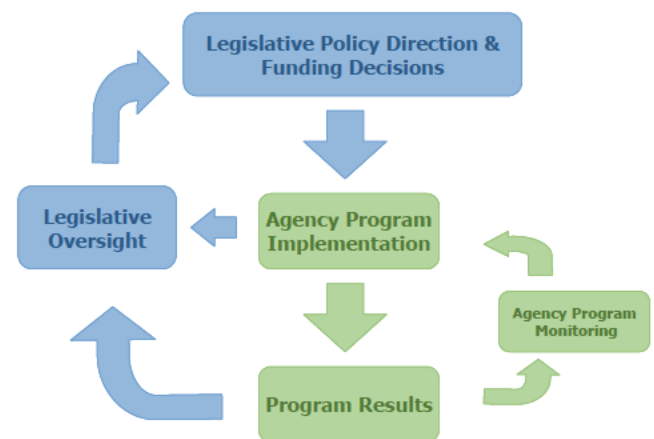 Legislative Policy Direction &
Funding Decisions
Legislative
Oversight
Agency Program
Implementation
Agency Program
Monitoring
Program Results